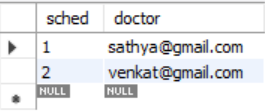 sched doctor
1 sathya@gmail.com
2 venkat@gmail.com
NULL NULL